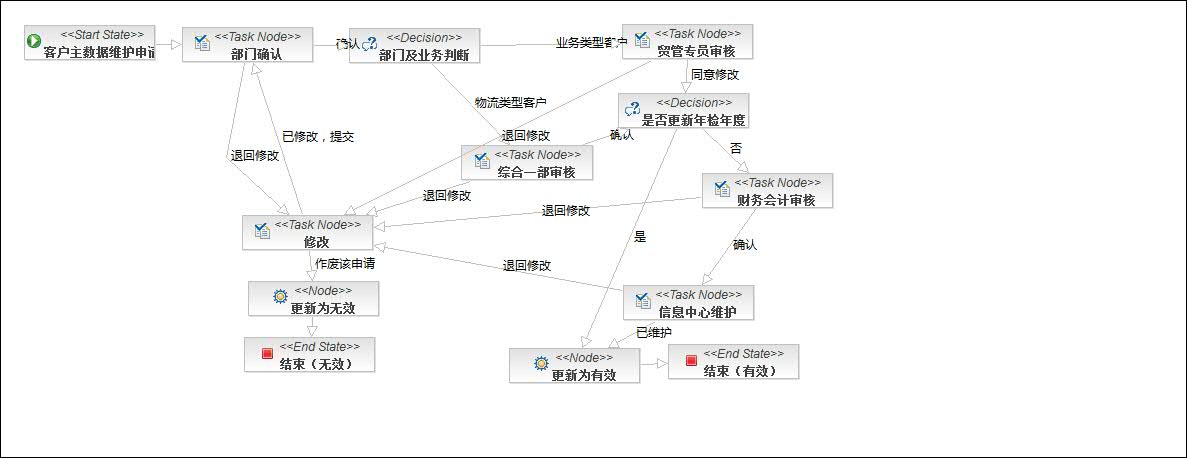 <<Start State>>
客户主数据维护申请
<<Task Node>>
部门确认
确认
<<Decision>>
部门及业务判断
业务类型客户
<<Task Node>>
贸管专员审核
同意修改
物流类型客户
<<Decision>>
是否更新年检年度
已修改，提交
退回修改
确认
否
退回修改
<<Task Node>>
综合一部审核
<<Task Node>>
财务会计审核
退回修改
退回修改
<<Task Node>>
修改
是
确认
作废该申请
退回修改
<<Node>>
更新为无效
<<Task Node>>
信息中心维护
已维护
<<End State>>
结束（无效）
<<Node>>
更新为有效
<<End State>>
结束（有效）